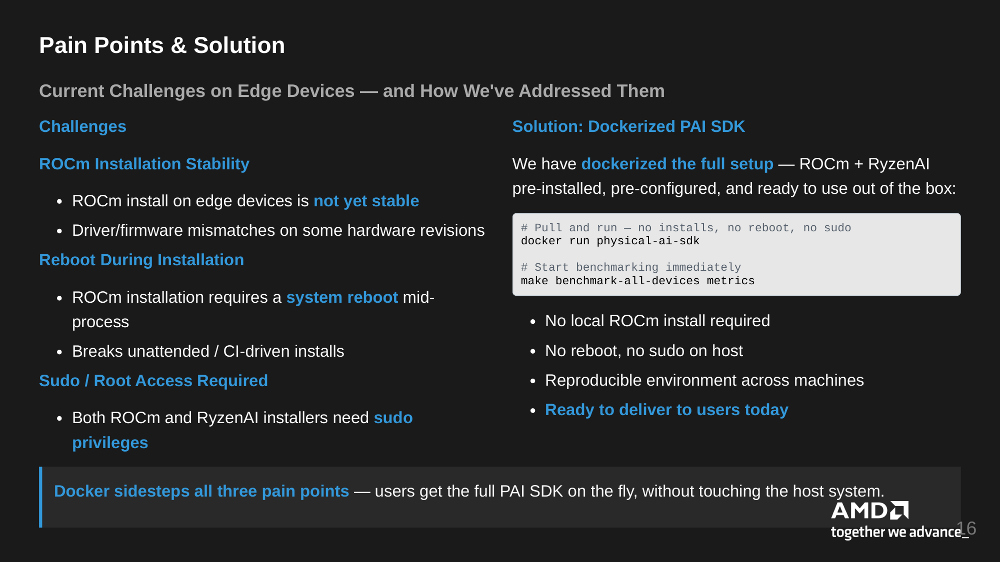 Pain Points & Solution
Current Challenges on Edge Devices — and How We've Addressed Them
Challenges
ROCm Installation Stability
• ROCm install on edge devices is not yet stable
• Driver/firmware mismatches on some hardware revisions
Reboot During Installation
• ROCm installation requires a system reboot mid-
process
• Breaks unattended / CI-driven installs
Sudo / Root Access Required
• Both ROCm and RyzenAI installers need sudo
privileges
Solution: Dockerized PAI SDK
We have dockerized the full setup — ROCm + RyzenAI
pre-installed, pre-configured, and ready to use out of the box:
# Pull and run — no installs, no reboot, no sudo
docker run physical-ai-sdk
# Start benchmarking immediately
make benchmark-all-devices metrics
• No local ROCm install required
• No reboot, no sudo on host
• Reproducible environment across machines
• Ready to deliver to users today
Docker sidesteps all three pain points — users get the full PAI SDK on the fly, without touching the host system.
AMD
together we advance_
16